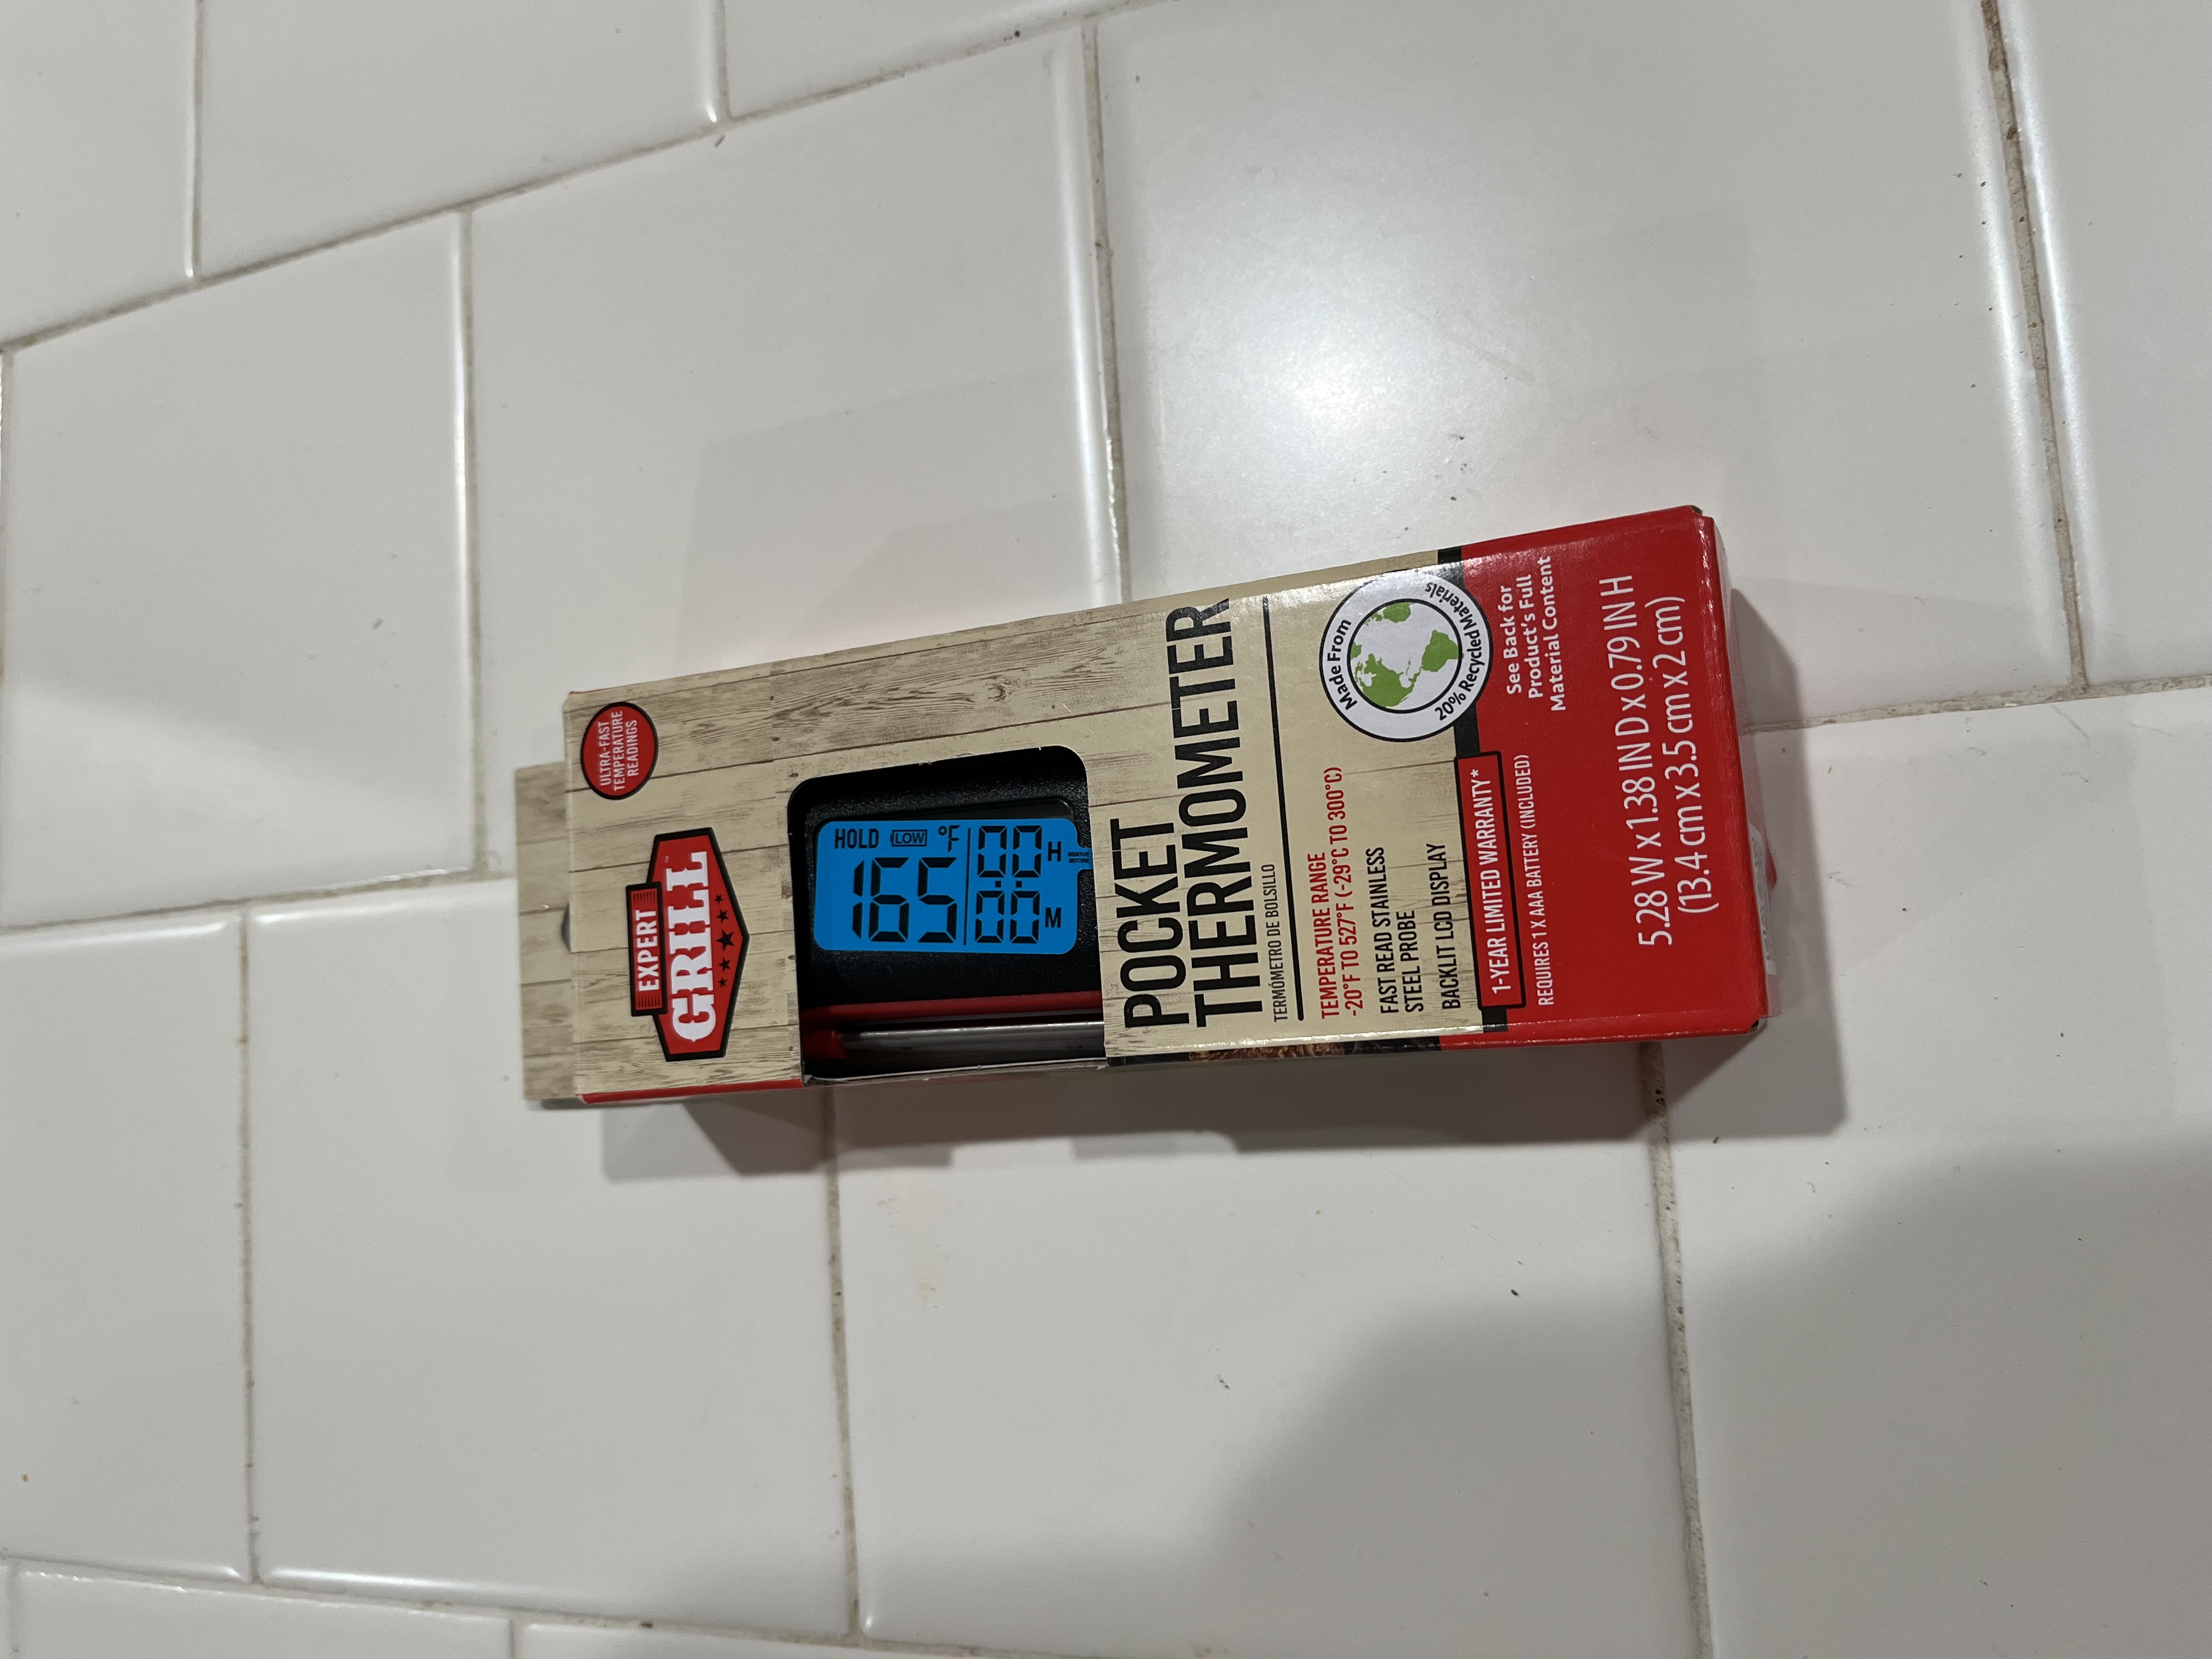 ULTRA-FAST
TEMPERATURE
READINGS
EXPERT
GRILL™
HOLD LOW °F
165
00:00
H
M
POCKET
THERMOMETER
TERMÓMETRO DE BOLSILLO
TEMPERATURE RANGE
-20°F TO 527°F (-29°C TO 300°C)
FAST READ STAINLESS
STEEL PROBE
BACKLIT LCD DISPLAY
1-YEAR LIMITED WARRANTY*
REQUIRES 1 X AAA BATTERY (INCLUDED)
Made From
20% Recycled Materials
See Back for
Product's Full
Material Content
5.28 W x 1.38 IN D x 0.79 IN H
(13.4 cm x 3.5 cm x 2 cm)